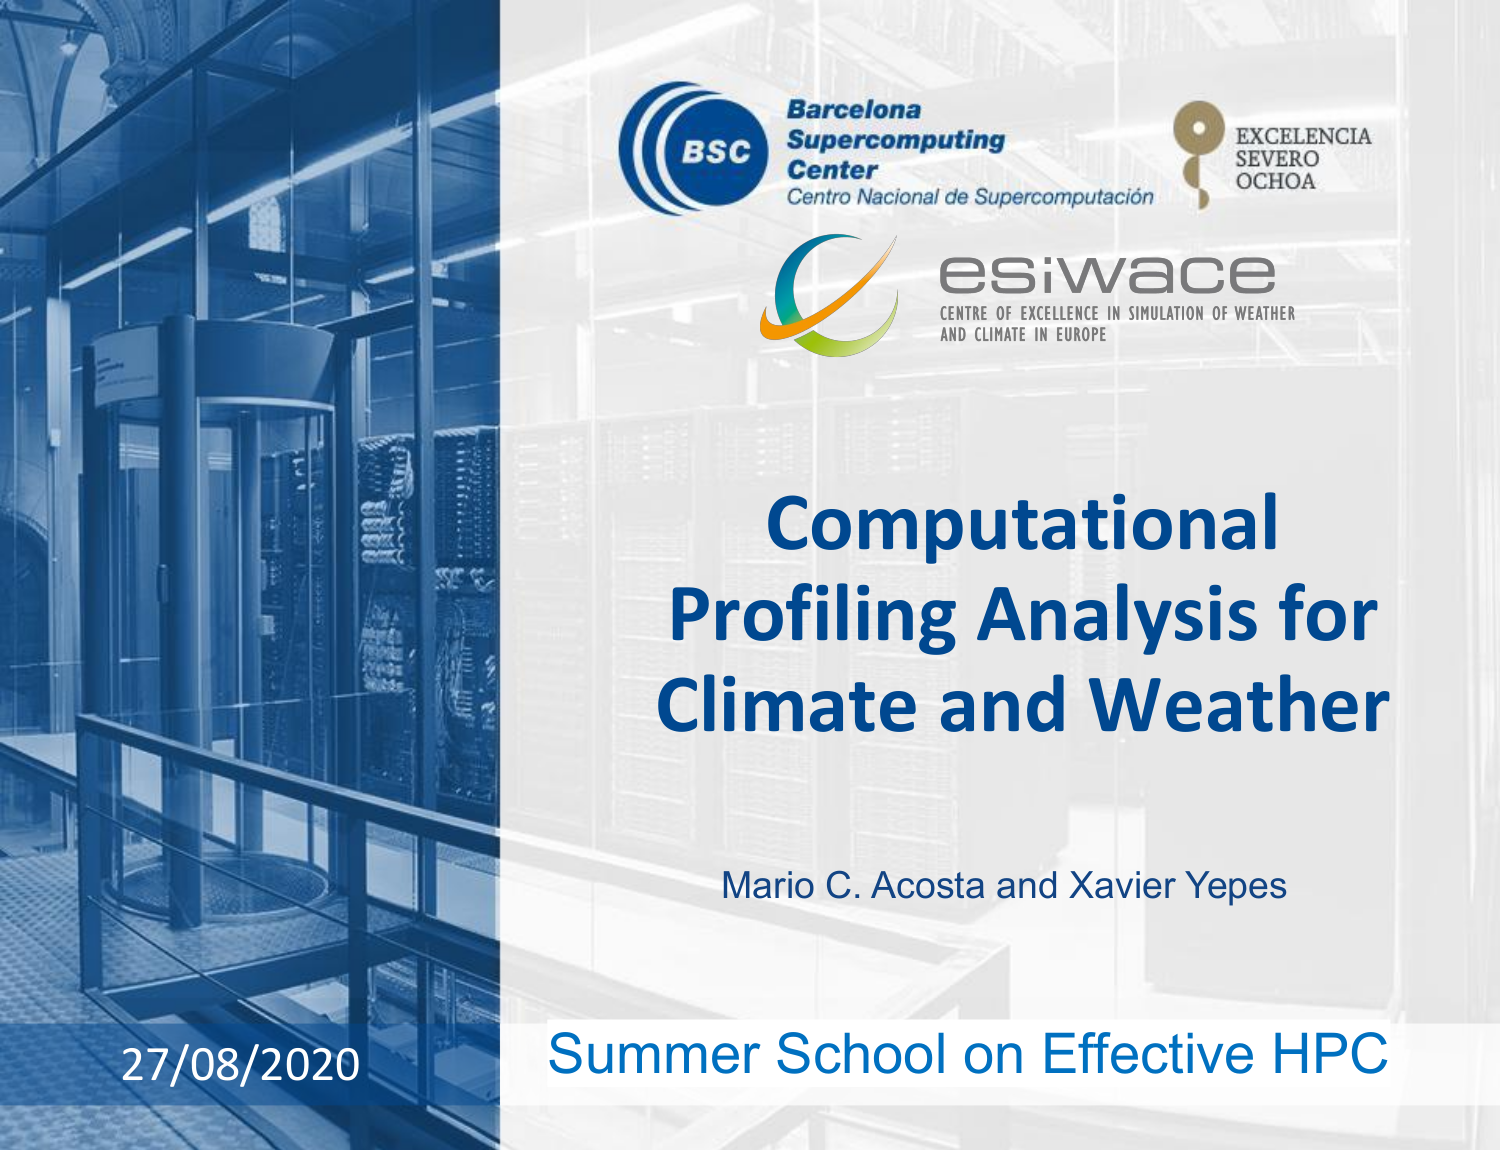 BSC
Barcelona
Supercomputing
Center
Centro Nacional de Supercomputación
EXCELENCIA
SEVERO
OCHOA
esiwace
CENTRE OF EXCELLENCE IN SIMULATION OF WEATHER
AND CLIMATE IN EUROPE
Computational
Profiling Analysis for
Climate and Weather
Mario C. Acosta and Xavier Yepes
27/08/2020
Summer School on Effective HPC